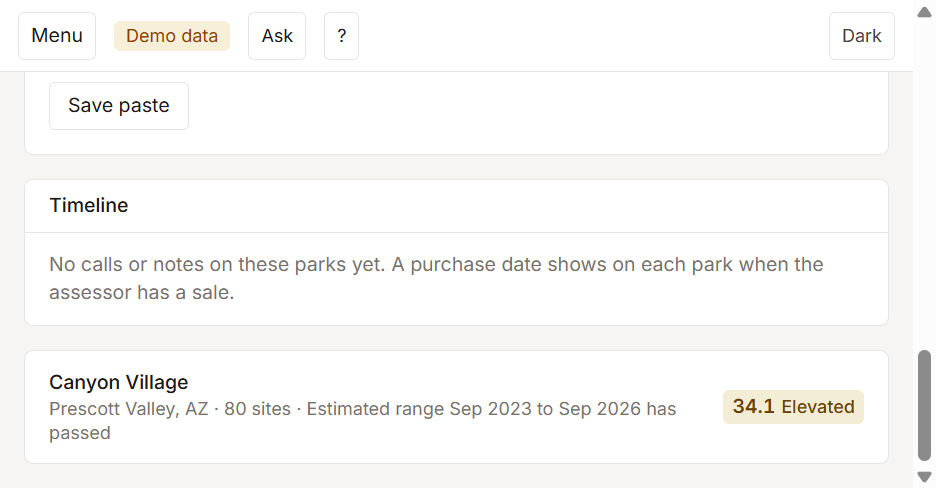 Menu
Demo data
Ask
?
Dark
Save paste
Timeline
No calls or notes on these parks yet. A purchase date shows on each park when the
assessor has a sale.
Canyon Village
Prescott Valley, AZ · 80 sites · Estimated range Sep 2023 to Sep 2026 has
passed
34.1 Elevated